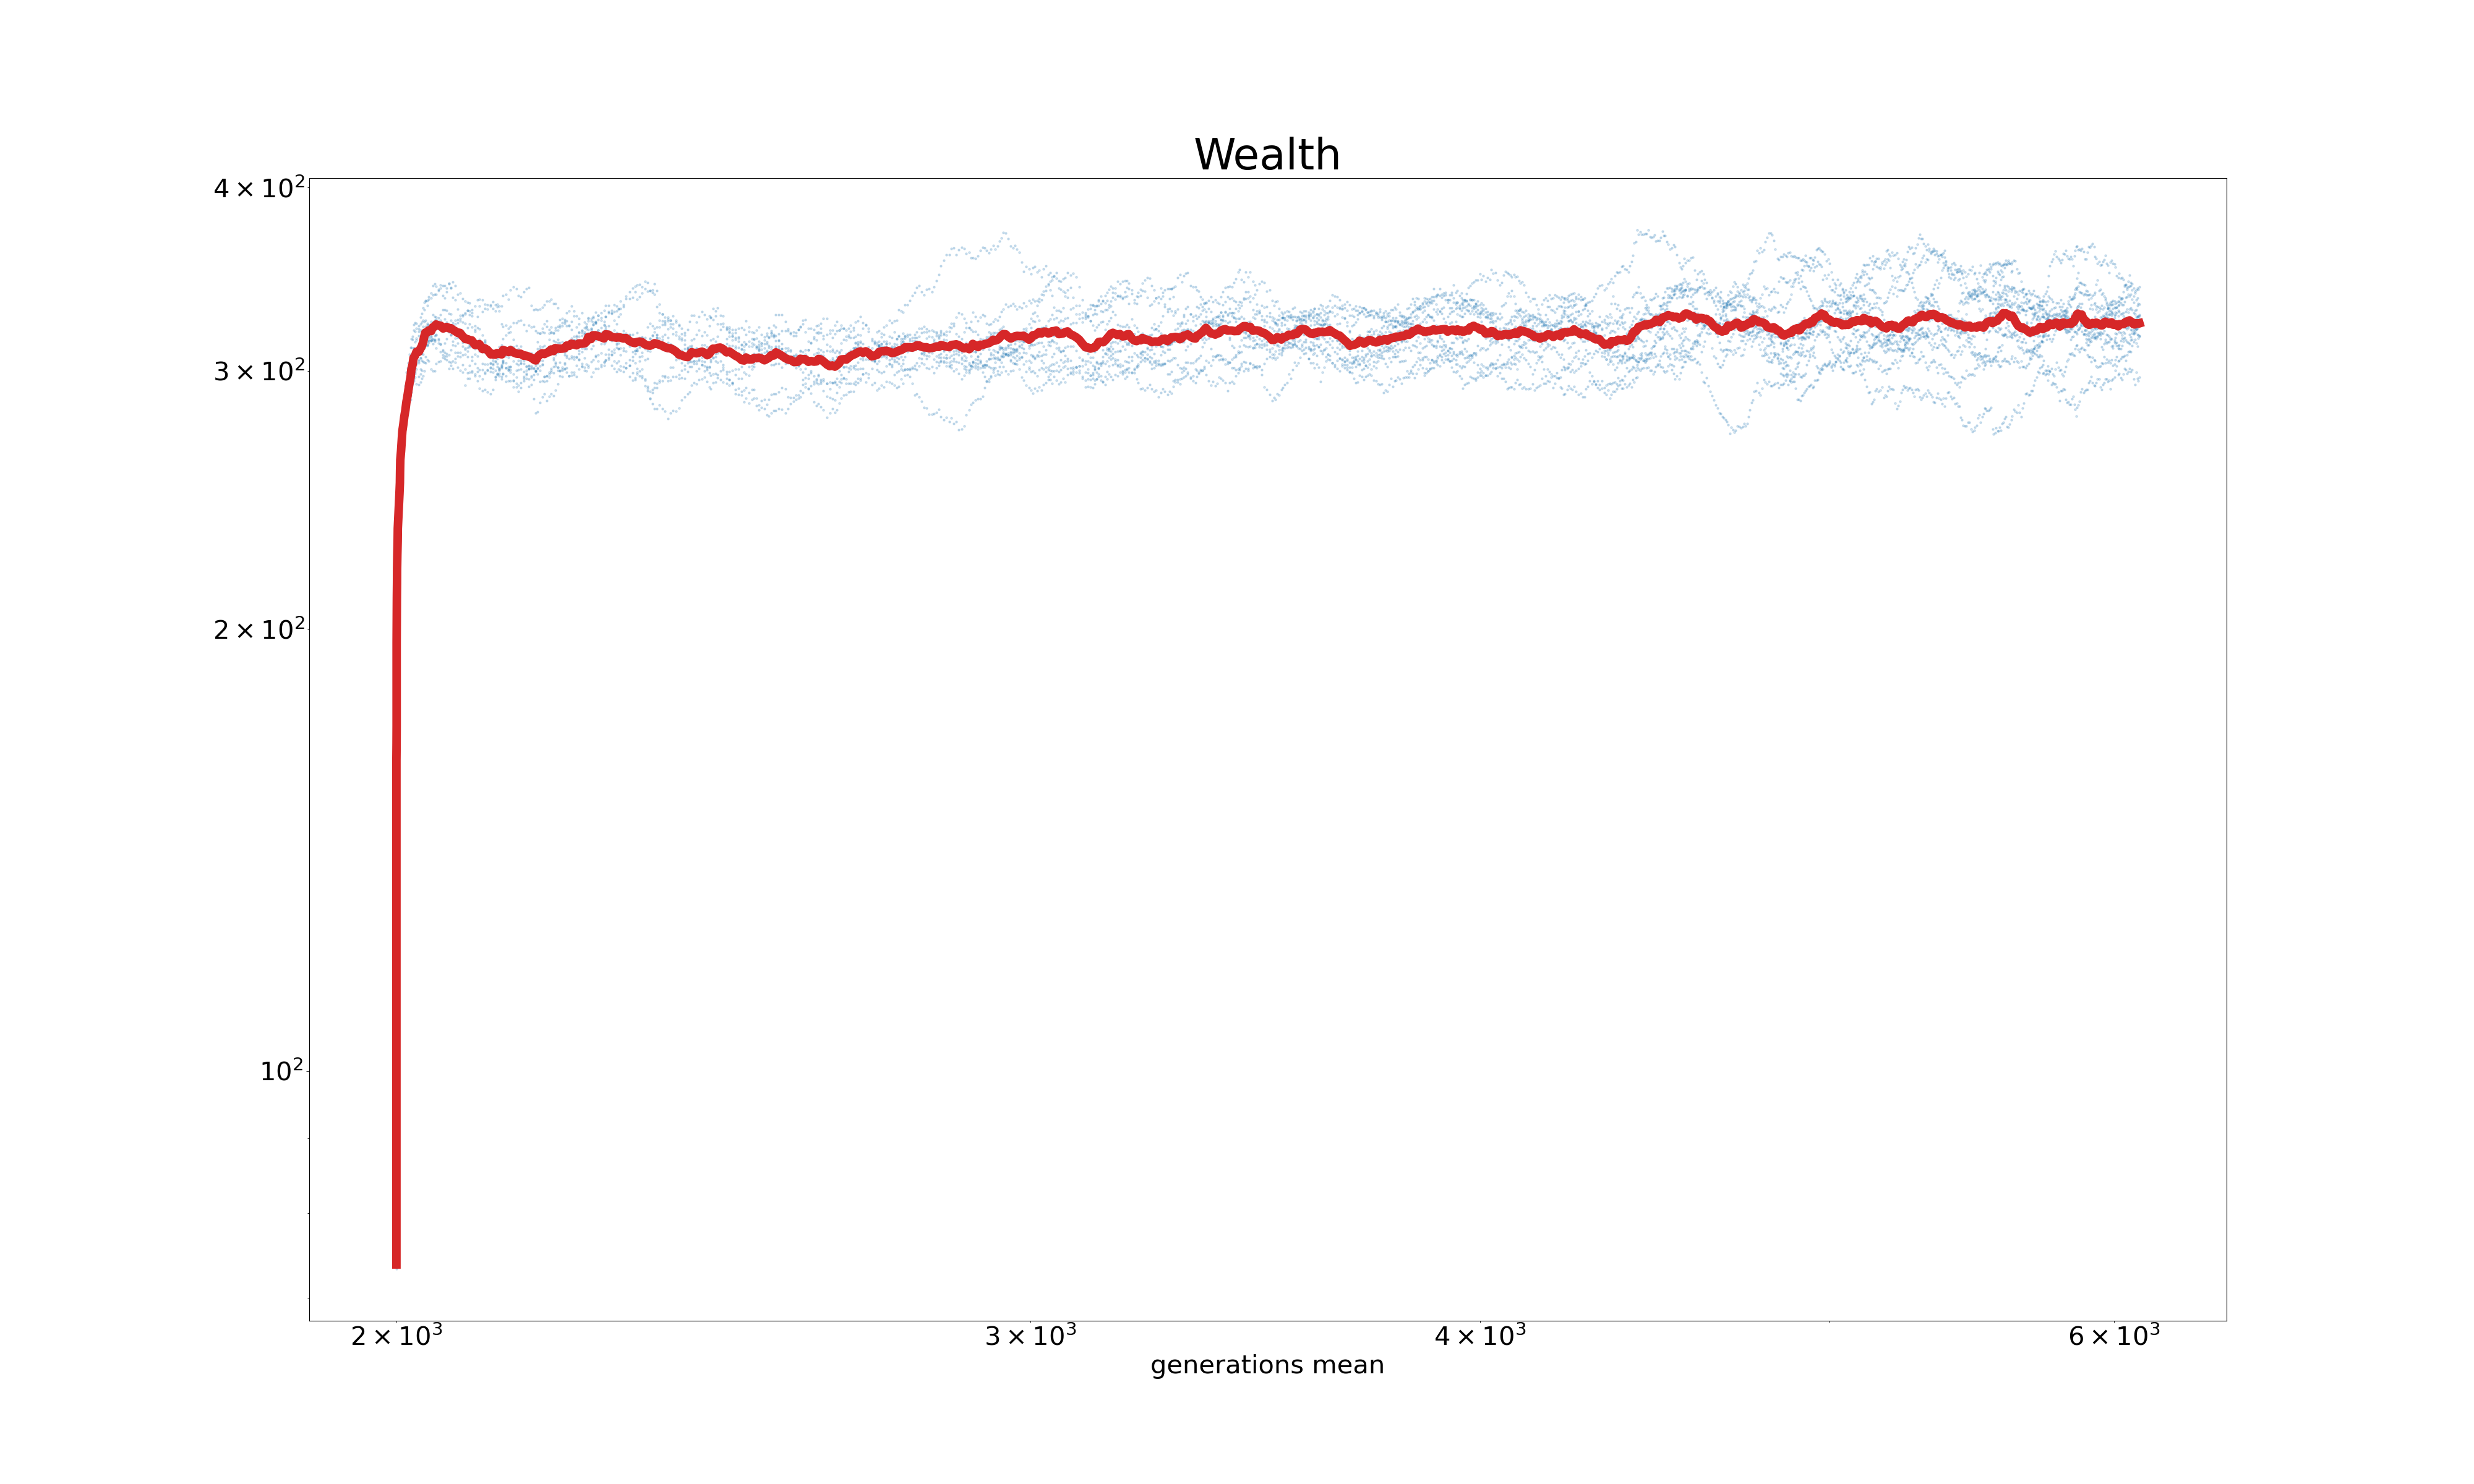 Wealth
4 × 10²
3 × 10²
2 × 10²
10²
2 × 10³ 3 × 10³ 4 × 10³ 6 × 10³
generations mean